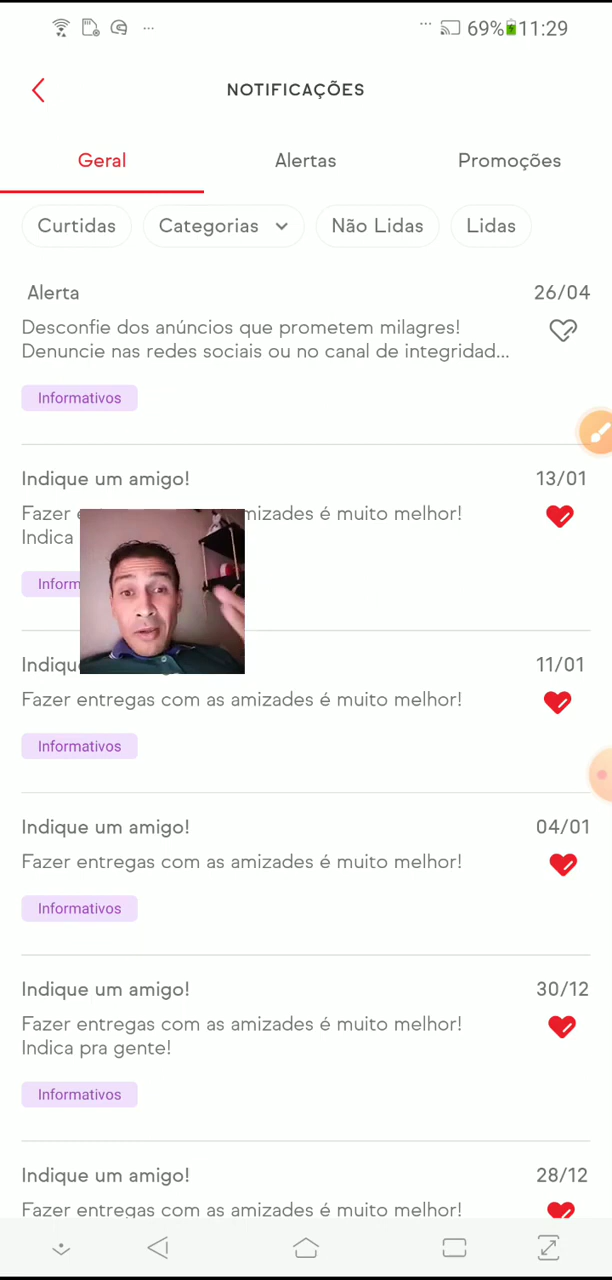 69% 11:29
NOTIFICAÇÕES
Geral Alertas Promoções
Curtidas Categorias Não Lidas Lidas
Alerta 26/04
Desconfie dos anúncios que prometem milagres!
Denuncie nas redes sociais ou no canal de integridad...
Informativos
Indique um amigo! 13/01
Fazer mizades é muito melhor!
Indica
Inform
Indiqu 11/01
Fazer entregas com as amizades é muito melhor!
Informativos
Indique um amigo! 04/01
Fazer entregas com as amizades é muito melhor!
Informativos
Indique um amigo! 30/12
Fazer entregas com as amizades é muito melhor!
Indica pra gente!
Informativos
Indique um amigo! 28/12
Fazer entregas com as amizades é muito melhor!